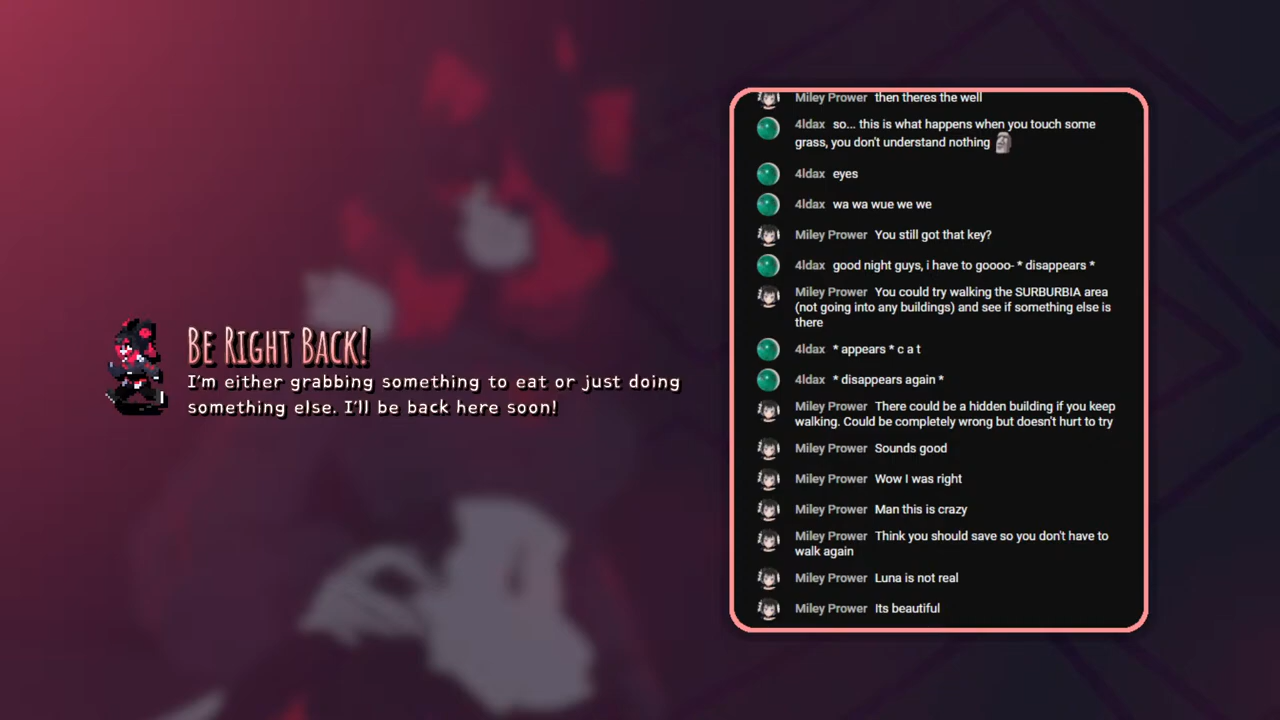 Be Right Back!
I'm either grabbing something to eat or just doing
something else. I'll be back here soon!
Miley Prower then theres the well
4ldax so... this is what happens when you touch some
grass, you don't understand nothing
4ldax eyes
4ldax wa wa wue we we
Miley Prower You still got that key?
4ldax good night guys, i have to goooo- * disappears *
Miley Prower You could try walking the SURBURBIA area
(not going into any buildings) and see if something else is
there
4ldax * appears * c a t
4ldax * disappears again *
Miley Prower There could be a hidden building if you keep
walking. Could be completely wrong but doesn't hurt to try
Miley Prower Sounds good
Miley Prower Wow I was right
Miley Prower Man this is crazy
Miley Prower Think you should save so you don't have to
walk again
Miley Prower Luna is not real
Miley Prower Its beautiful